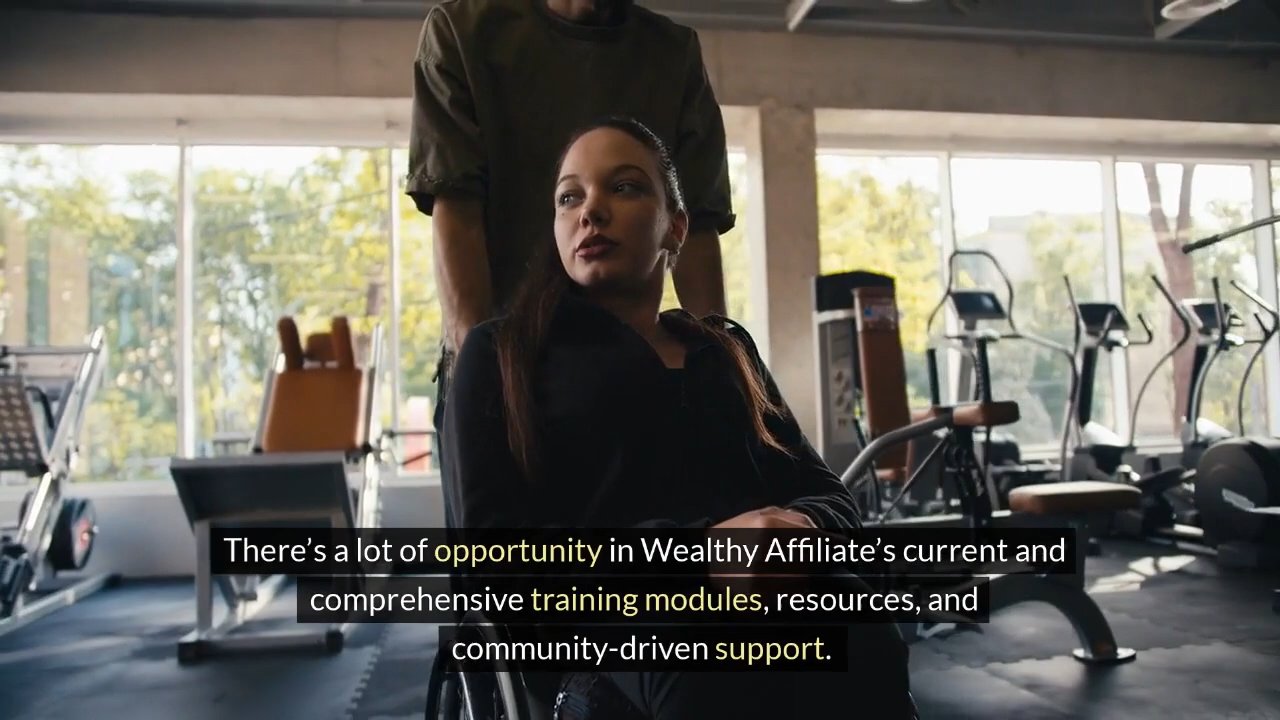 There’s a lot of opportunity in Wealthy Affiliate’s current and
comprehensive training modules, resources, and
community-driven support.